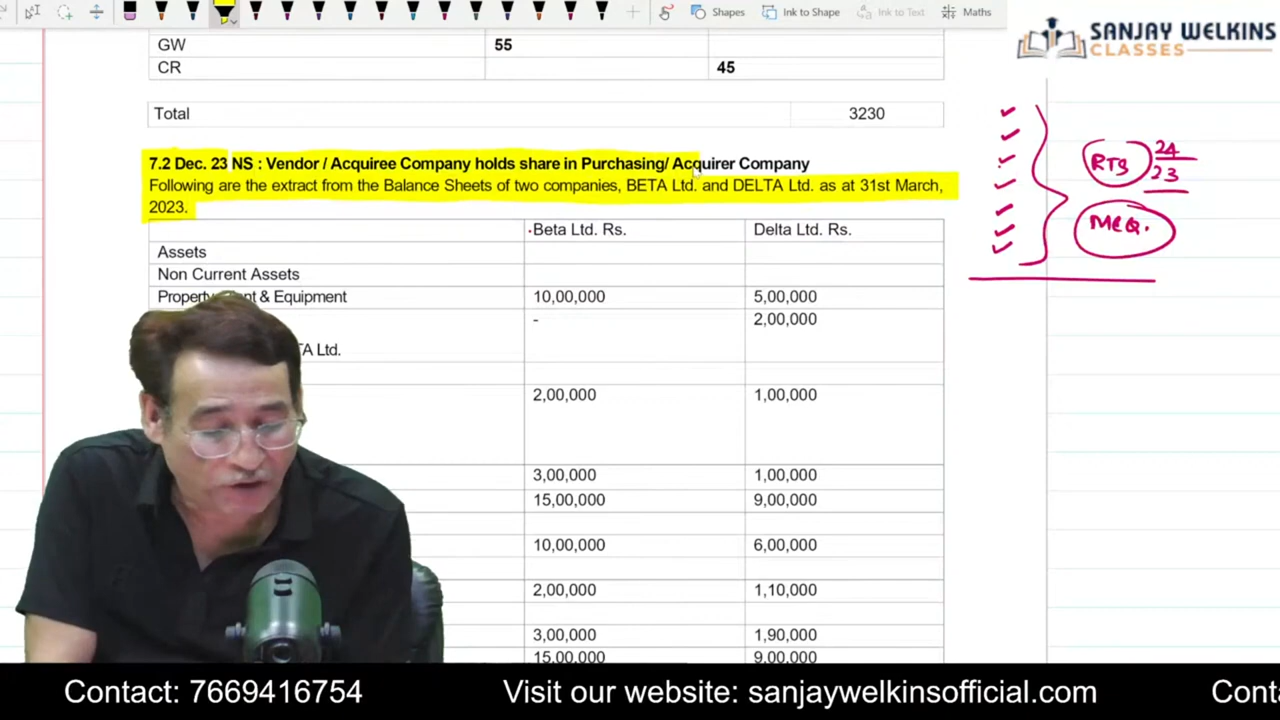 Shapes
Ink to Shape
Ink to Text
Maths
SANJAY WELKINS
CLASSES
GW 55
CR 45
Total 3230
7.2 Dec. 23 NS : Vendor / Acquiree Company holds share in Purchasing/ Acquirer Company
Following are the extract from the Balance Sheets of two companies, BETA Ltd. and DELTA Ltd. as at 31st March,
2023.
Beta Ltd. Rs. Delta Ltd. Rs.
Assets
Non Current Assets
Property & Equipment 10,00,000 5,00,000
- 2,00,000
Ltd.
2,00,000 1,00,000
3,00,000 1,00,000
15,00,000 9,00,000
10,00,000 6,00,000
2,00,000 1,10,000
3,00,000 1,90,000
15,00,000 9,00,000
24
23
MCQ.
Contact: 7669416754 Visit our website: sanjaywelkinsofficial.com Conta